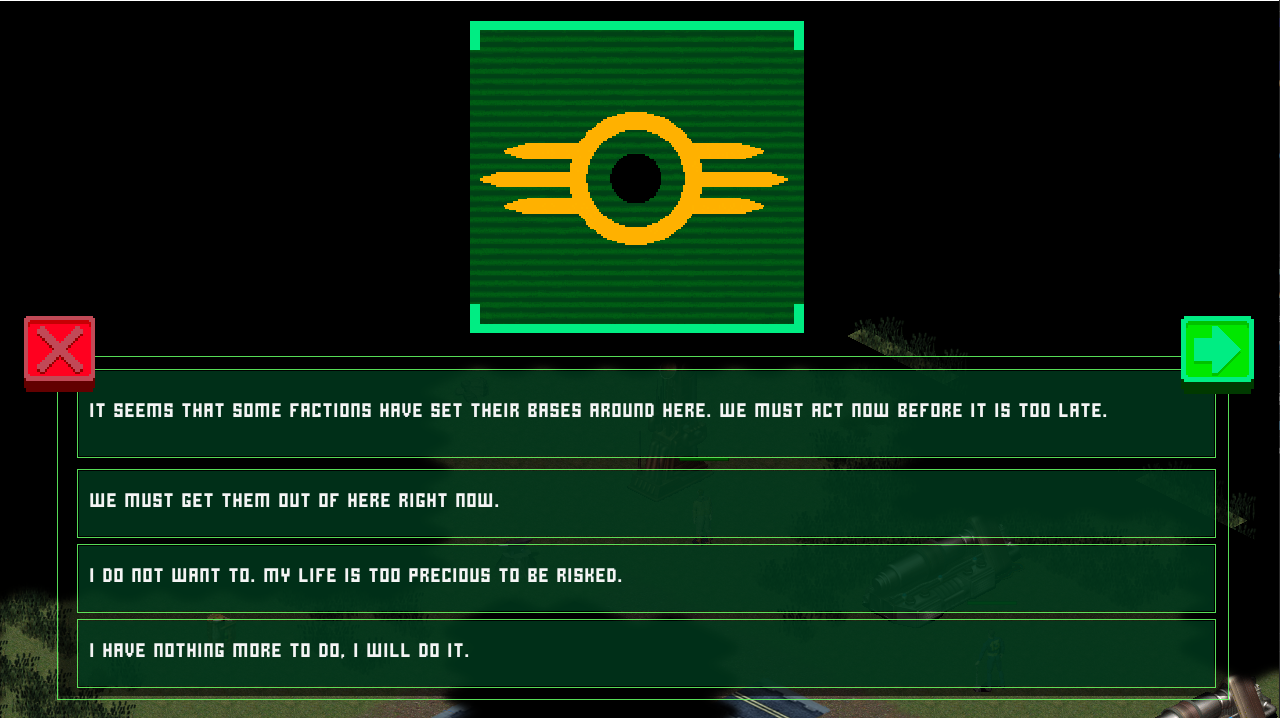 IT SEEMS THAT SOME FACTIONS HAVE SET THEIR BASES AROUND HERE. WE MUST ACT NOW BEFORE IT IS TOO LATE.
WE MUST GET THEM OUT OF HERE RIGHT NOW.
I DO NOT WANT TO. MY LIFE IS TOO PRECIOUS TO BE RISKED.
I HAVE NOTHING MORE TO DO, I WILL DO IT.